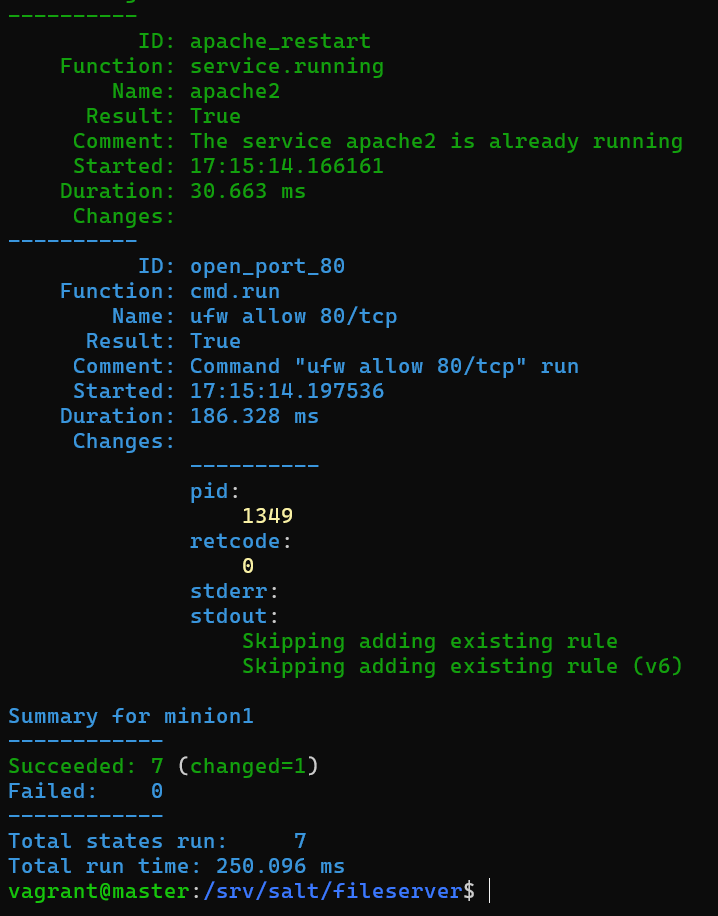 ----------
          ID: apache_restart
    Function: service.running
        Name: apache2
      Result: True
     Comment: The service apache2 is already running
     Started: 17:15:14.166161
    Duration: 30.663 ms
     Changes:
----------
          ID: open_port_80
    Function: cmd.run
        Name: ufw allow 80/tcp
      Result: True
     Comment: Command "ufw allow 80/tcp" run
     Started: 17:15:14.197536
    Duration: 186.328 ms
     Changes:
              ----------
              pid:
                  1349
              retcode:
                  0
              stderr:
              stdout:
                  Skipping adding existing rule
                  Skipping adding existing rule (v6)

Summary for minion1
------------
Succeeded: 7 (changed=1)
Failed:    0
------------
Total states run:     7
Total run time: 250.096 ms
vagrant@master:/srv/salt/fileserver$